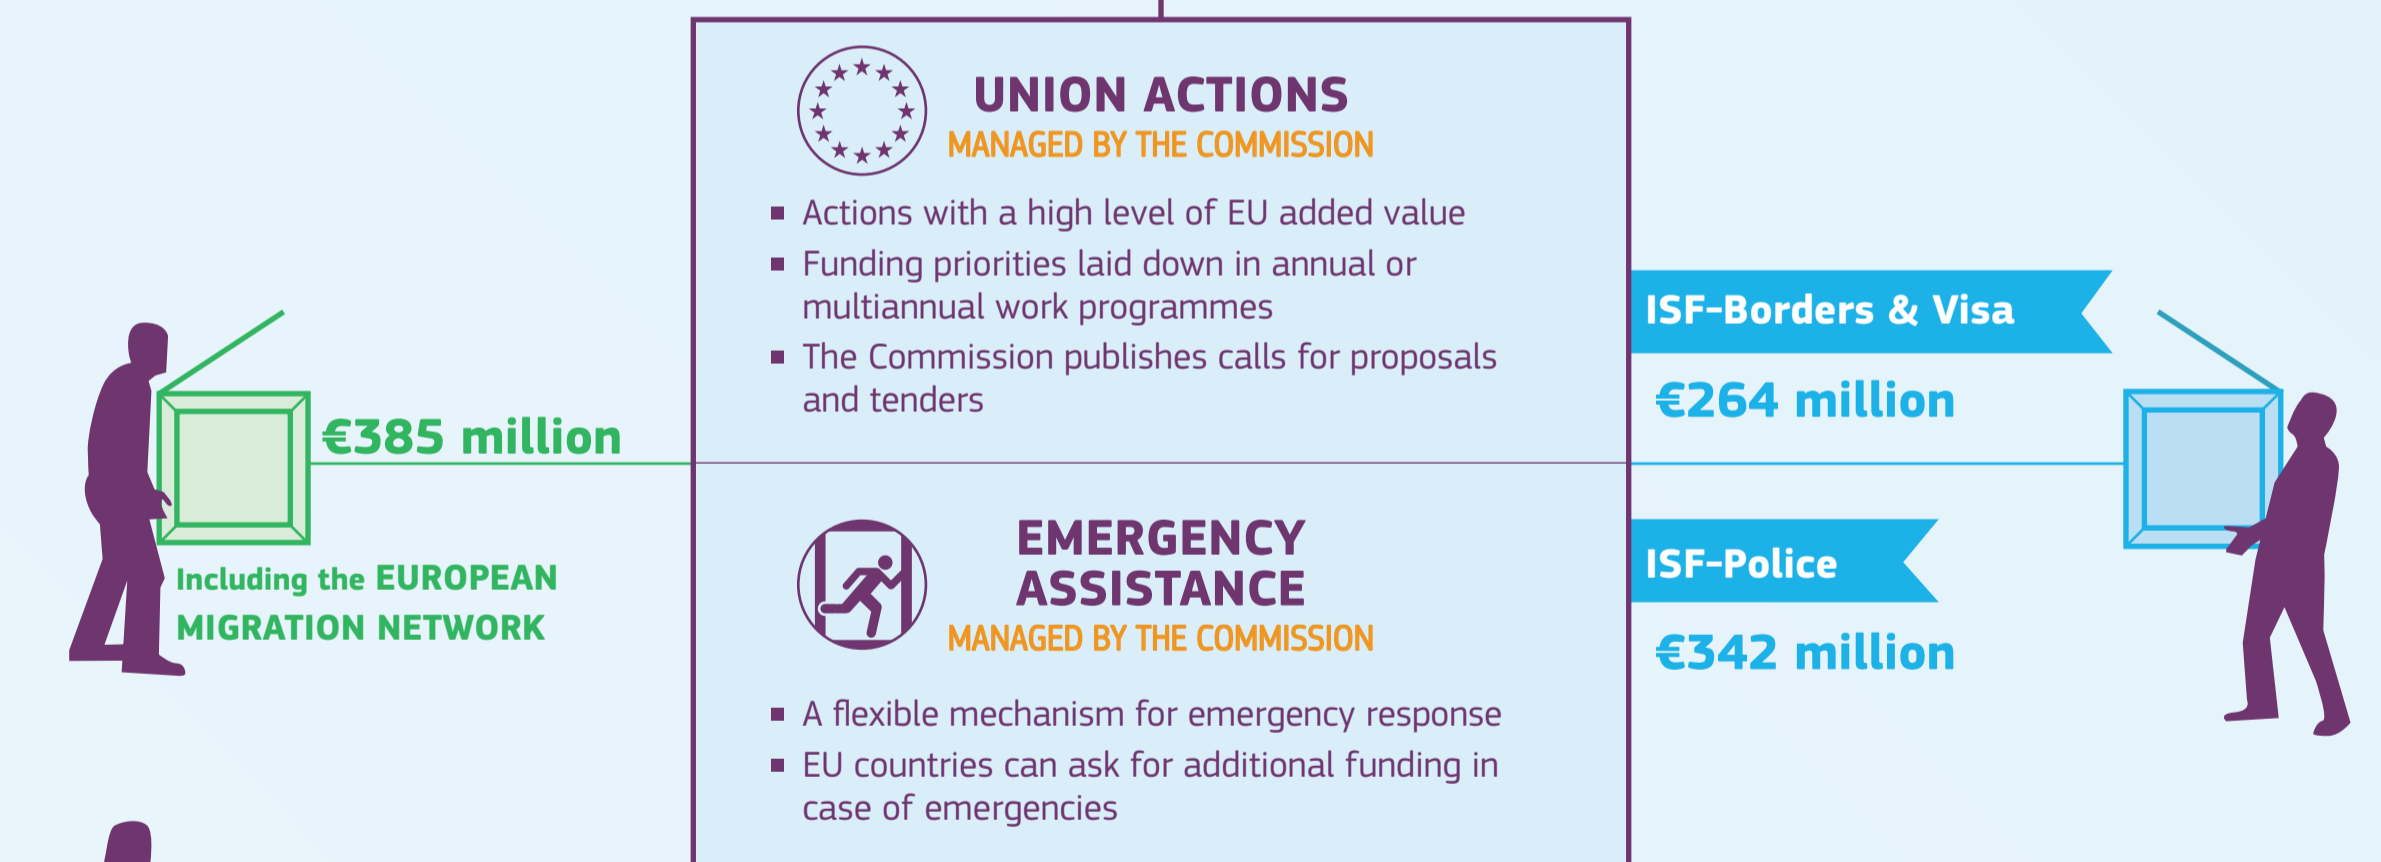 UNION ACTIONS
MANAGED BY THE COMMISSION
Actions with a high level of EU added value
Funding priorities laid down in annual or
multiannual work programmes
The Commission publishes calls for proposals
and tenders
€385 million
Including the EUROPEAN
MIGRATION NETWORK
ISF-Borders & Visa
€264 million
EMERGENCY
ASSISTANCE
MANAGED BY THE COMMISSION
A flexible mechanism for emergency response
EU countries can ask for additional funding in
case of emergencies
ISF-Police
€342 million